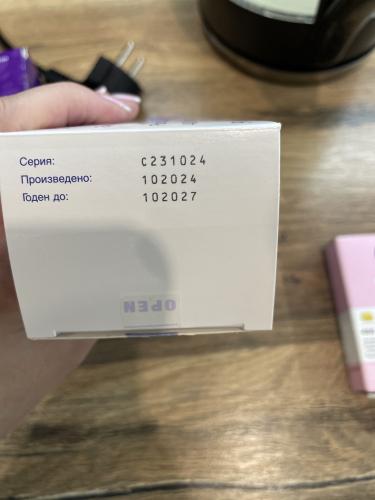 Серия: C231024
Произведено: 102024
Годен до: 102027
OPEN